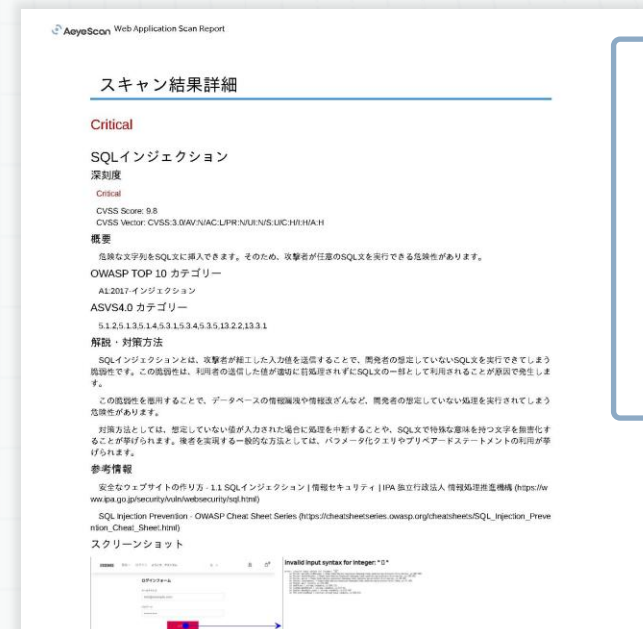 AeyeScan Web Application Scan Report
スキャン結果詳細
Critical
SQLインジェクション
深刻度
Critical
CVSS Score: 9.8
CVSS Vector: CVSS:3.0/AV:N/AC:L/PR:N/UI:N/S:U/C:H/I:H/A:H
概要
危険な文字列をSQL文に挿入できます。そのため、攻撃者が任意のSQL文を実行できる危険性があります。
OWASP TOP 10 カテゴリー
A1:2017-インジェクション
ASVS4.0 カテゴリー
5.1.2,5.1.3,5.1.4,5.3.1,5.3.4,5.3.5,13.2.2,13.3.1
解説・対策方法
SQLインジェクションとは、攻撃者が細工した入力値を送信することで、開発者の想定していないSQL文を実行できてしまう
脆弱性です。この脆弱性は、利用者の送信した値が適切に前処理されずにSQL文の一部として利用されることが原因で発生しま
す。
この脆弱性を悪用することで、データベースの情報漏洩や情報改ざんなど、開発者の想定していない処理を実行されてしまう
危険性があります。
対策方法としては、想定していない値が入力された場合に処理を中断することや、SQL文で特殊な意味を持つ文字を無害化す
ることが挙げられます。後者を実現する一般的な方法としては、パラメータ化クエリやプリペアードステートメントの利用が挙
げられます。
参考情報
安全なウェブサイトの作り方 - 1.1 SQLインジェクション | 情報セキュリティ | IPA 独立行政法人 情報処理推進機構 (https://w
ww.ipa.go.jp/security/vuln/websecurity/sql.html)
SQL Injection Prevention - OWASP Cheat Sheet Series (https://cheatsheetseries.owasp.org/cheatsheets/SQL_Injection_Preve
ntion_Cheat_Sheet.html)
スクリーンショット
ログインフォーム
invalid input syntax for integer: "